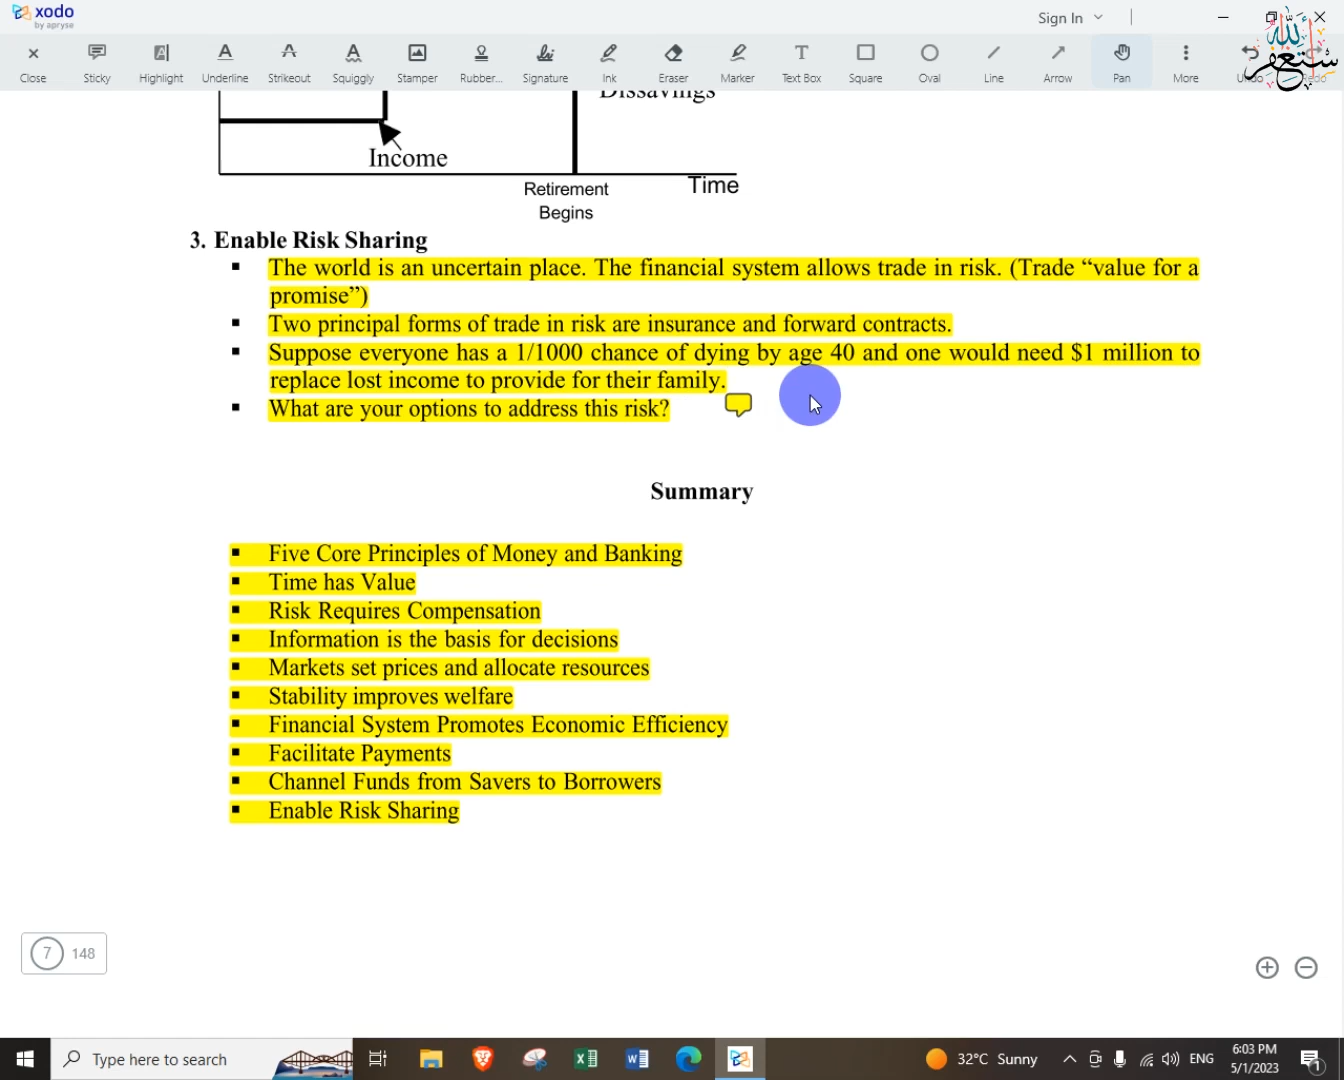 xodo
by apryse
Sign In
Close
Sticky
Highlight
Underline
Strikeout
Squiggly
Stamper
Rubber...
Signature
Ink
Eraser
Marker
Text Box
Square
Oval
Line
Arrow
Pan
More
Undo
Redo
أستغفر الله
Dissavings
Income
Retirement
Begins
Time
3. Enable Risk Sharing
▪ The world is an uncertain place. The financial system allows trade in risk. (Trade “value for a
promise”)
▪ Two principal forms of trade in risk are insurance and forward contracts.
▪ Suppose everyone has a 1/1000 chance of dying by age 40 and one would need $1 million to
replace lost income to provide for their family.
▪ What are your options to address this risk?
Summary
▪ Five Core Principles of Money and Banking
▪ Time has Value
▪ Risk Requires Compensation
▪ Information is the basis for decisions
▪ Markets set prices and allocate resources
▪ Stability improves welfare
▪ Financial System Promotes Economic Efficiency
▪ Facilitate Payments
▪ Channel Funds from Savers to Borrowers
▪ Enable Risk Sharing
7 148
Type here to search
32°C Sunny
ENG
6:03 PM
5/1/2023
1